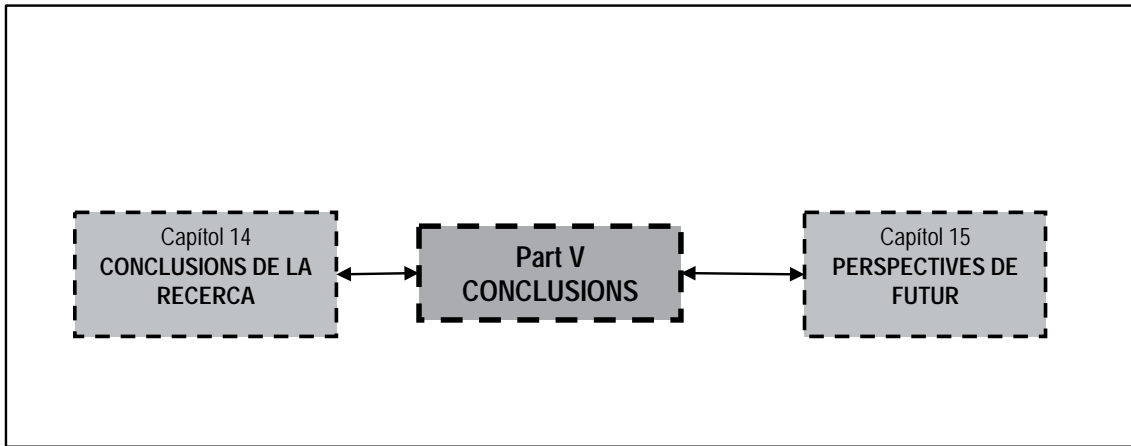 Capítol 14
CONCLUSIONS DE LA
RECERCA
Part V
CONCLUSIONS
Capítol 15
PERSPECTIVES DE
FUTUR